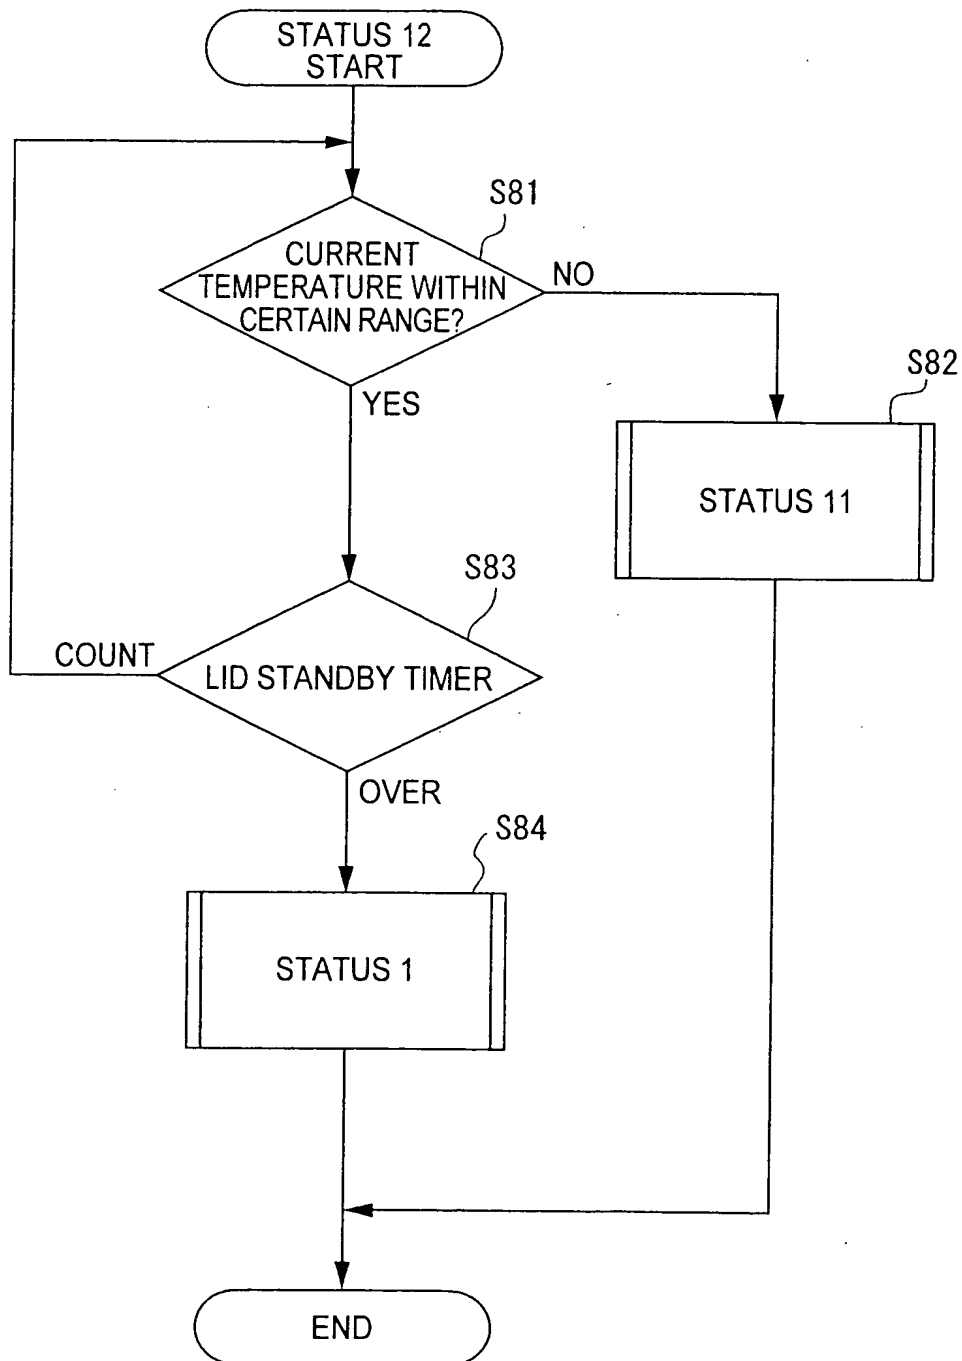 STATUS 12
START
S81
CURRENT
TEMPERATURE WITHIN
CERTAIN RANGE?
NO
S82
YES
STATUS 11
S83
COUNT
LID STANDBY TIMER
OVER
S84
STATUS 1
END